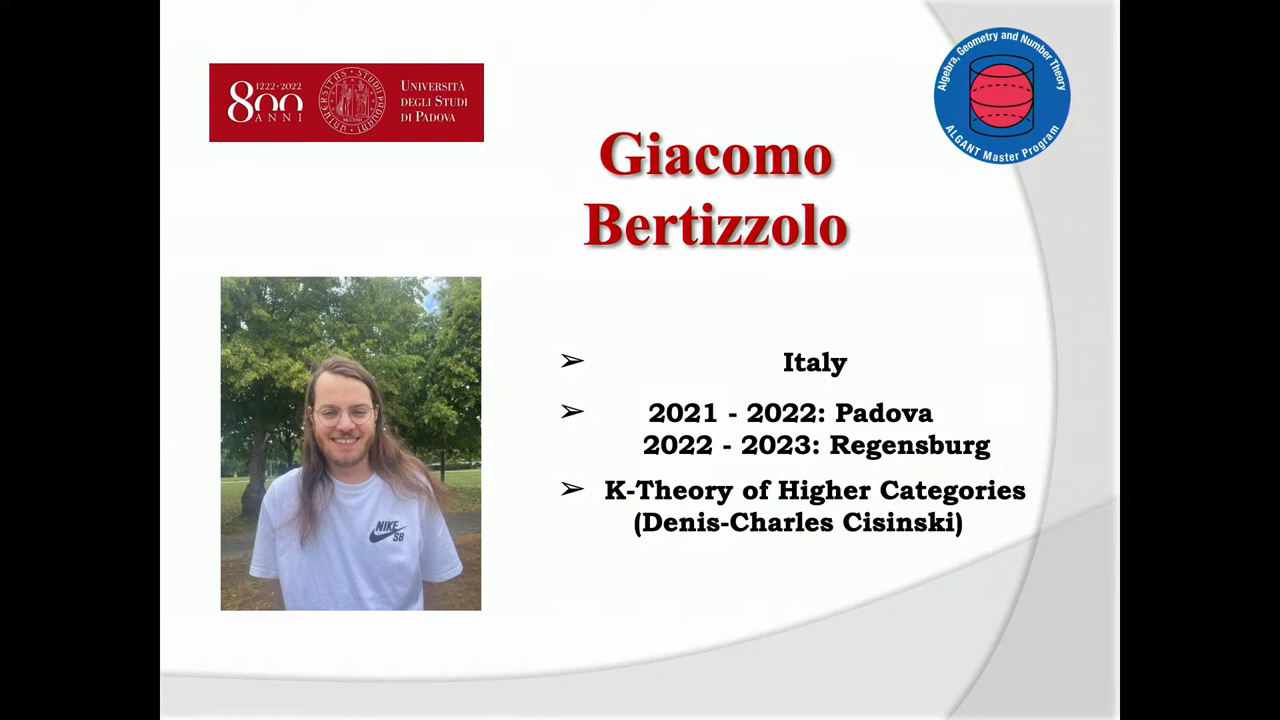 800
1222·2022
ANNI
UNIVERSITÀ
DEGLI STUDI
DI PADOVA
Algebra, Geometry and Number Theory
ALGANT Master Program
Giacomo
Bertizzolo
➢ Italy
➢ 2021 - 2022: Padova
2022 - 2023: Regensburg
➢ K-Theory of Higher Categories
(Denis-Charles Cisinski)
NIKE
SB